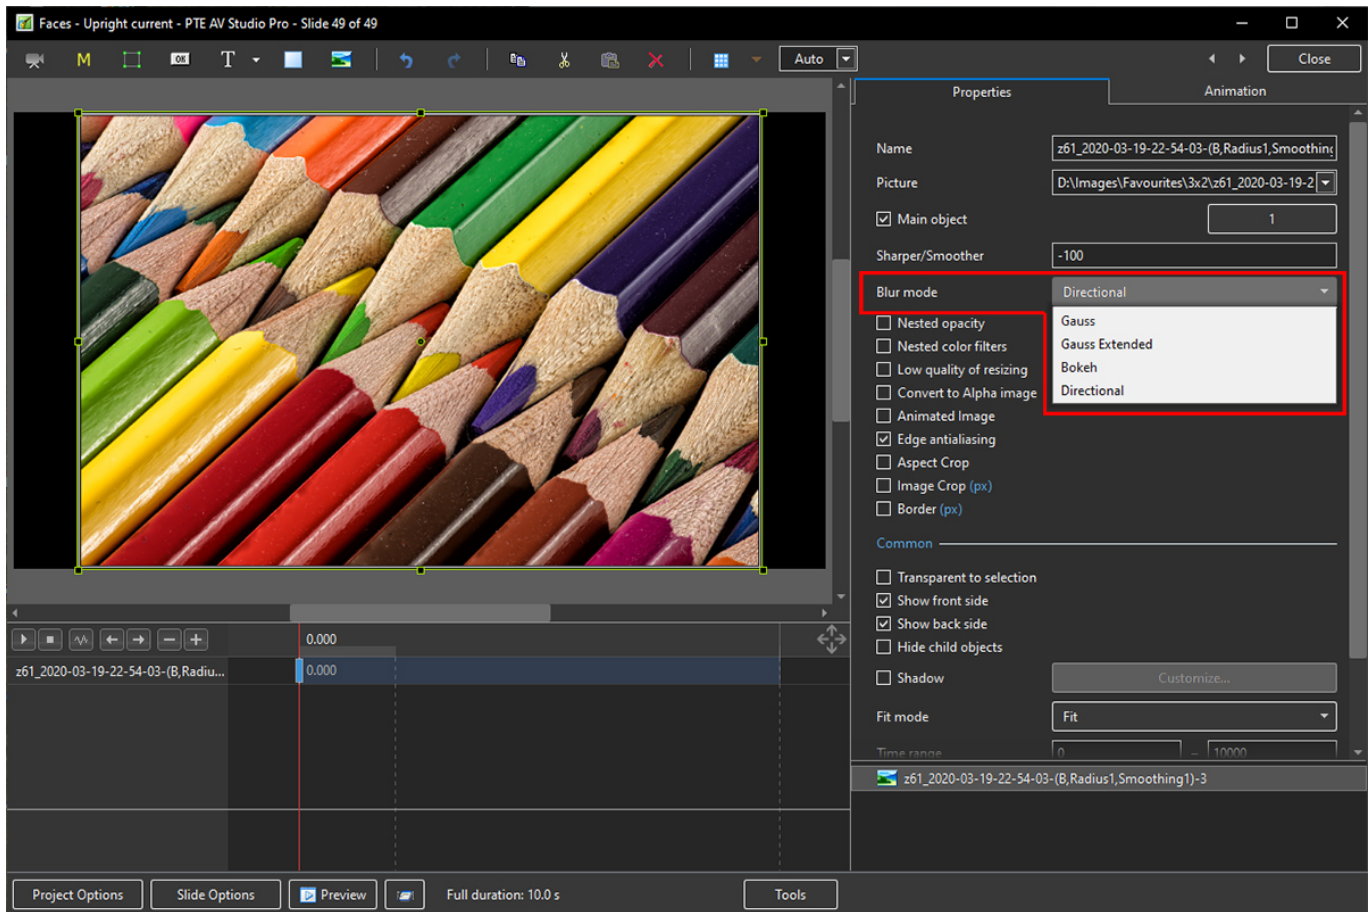 Faces - Upright current - PTE AV Studio Pro - Slide 49 of 49
M OK T Auto Close
Properties Animation
Name z61_2020-03-19-22-54-03-(B,Radius1,Smoothing
Picture D:\Images\Favourites\3x2\z61_2020-03-19-2
Main object 1
Sharper/Smoother -100
Blur mode Directional
Gauss
Gauss Extended
Bokeh
Directional
Nested opacity
Nested color filters
Low quality of resizing
Convert to Alpha image
Animated Image
Edge antialiasing
Aspect Crop
Image Crop (px)
Border (px)
Common
Transparent to selection
Show front side
Show back side
Hide child objects
Shadow Customize...
Fit mode Fit
Time range 0 – 10000
z61_2020-03-19-22-54-03-(B,Radius1,Smoothing1)-3
0.000
z61_2020-03-19-22-54-03-(B,Radiu... 0.000
Project Options Slide Options Preview Full duration: 10.0 s Tools